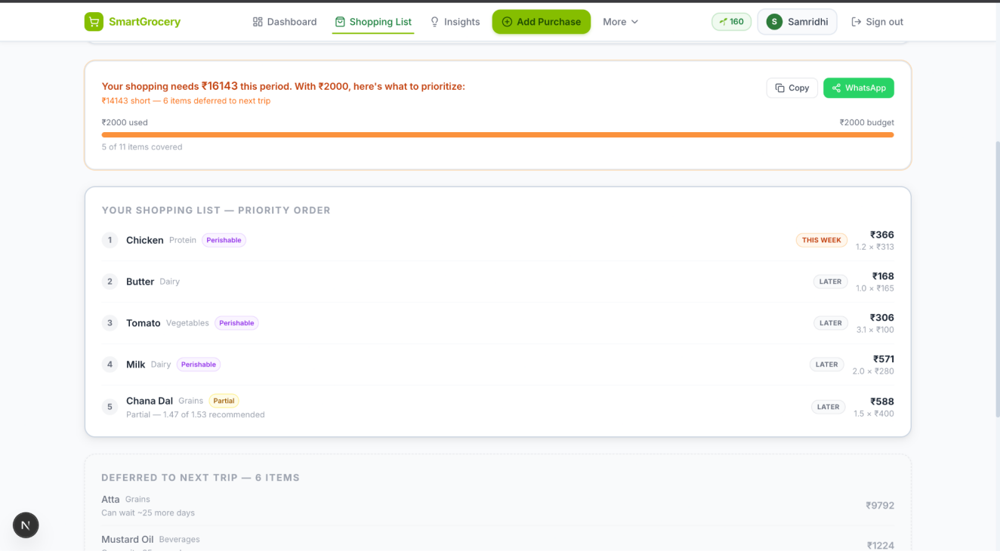 SmartGrocery
Dashboard
Shopping List
Insights
Add Purchase
More
160
S
Samridhi
Sign out
Your shopping needs ₹16143 this period. With ₹2000, here's what to prioritize:
₹14143 short — 6 items deferred to next trip
Copy
WhatsApp
₹2000 used
₹2000 budget
5 of 11 items covered
YOUR SHOPPING LIST — PRIORITY ORDER
1 Chicken Protein Perishable THIS WEEK ₹366
1.2 × ₹313
2 Butter Dairy LATER ₹168
1.0 × ₹165
3 Tomato Vegetables Perishable LATER ₹306
3.1 × ₹100
4 Milk Dairy Perishable LATER ₹571
2.0 × ₹280
5 Chana Dal Grains Partial LATER ₹588
Partial — 1.47 of 1.53 recommended 1.5 × ₹400
DEFERRED TO NEXT TRIP — 6 ITEMS
Atta Grains ₹9792
Can wait ~25 more days
N
Mustard Oil Beverages ₹1224